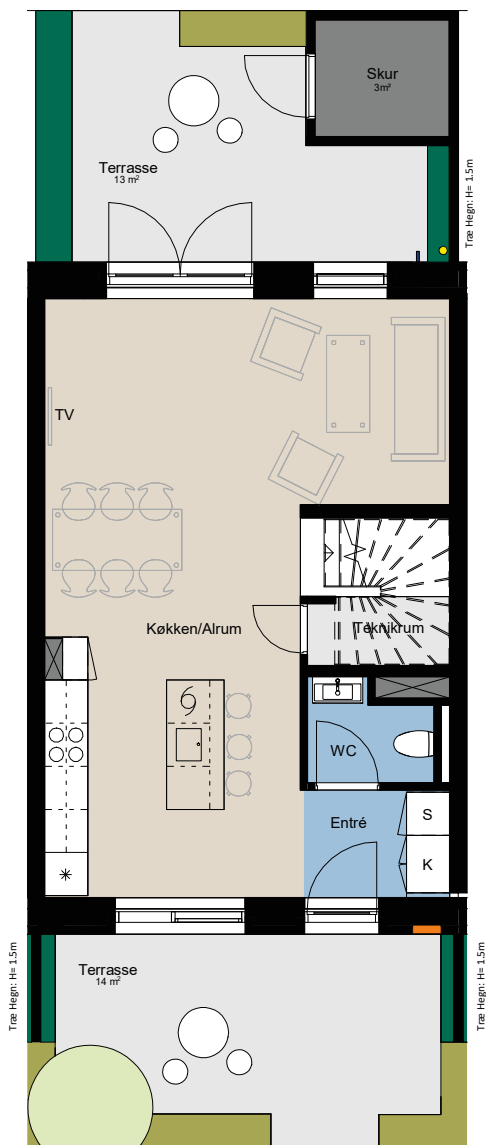 Skur
3m²
Terrasse
13 m²
Træ Hegn: H= 1.5m
TV
Køkken/Alrum
Teknikrum
WC
Entré
S
K
Terrasse
14 m²
Træ Hegn: H= 1.5m
Træ Hegn: H= 1.5m